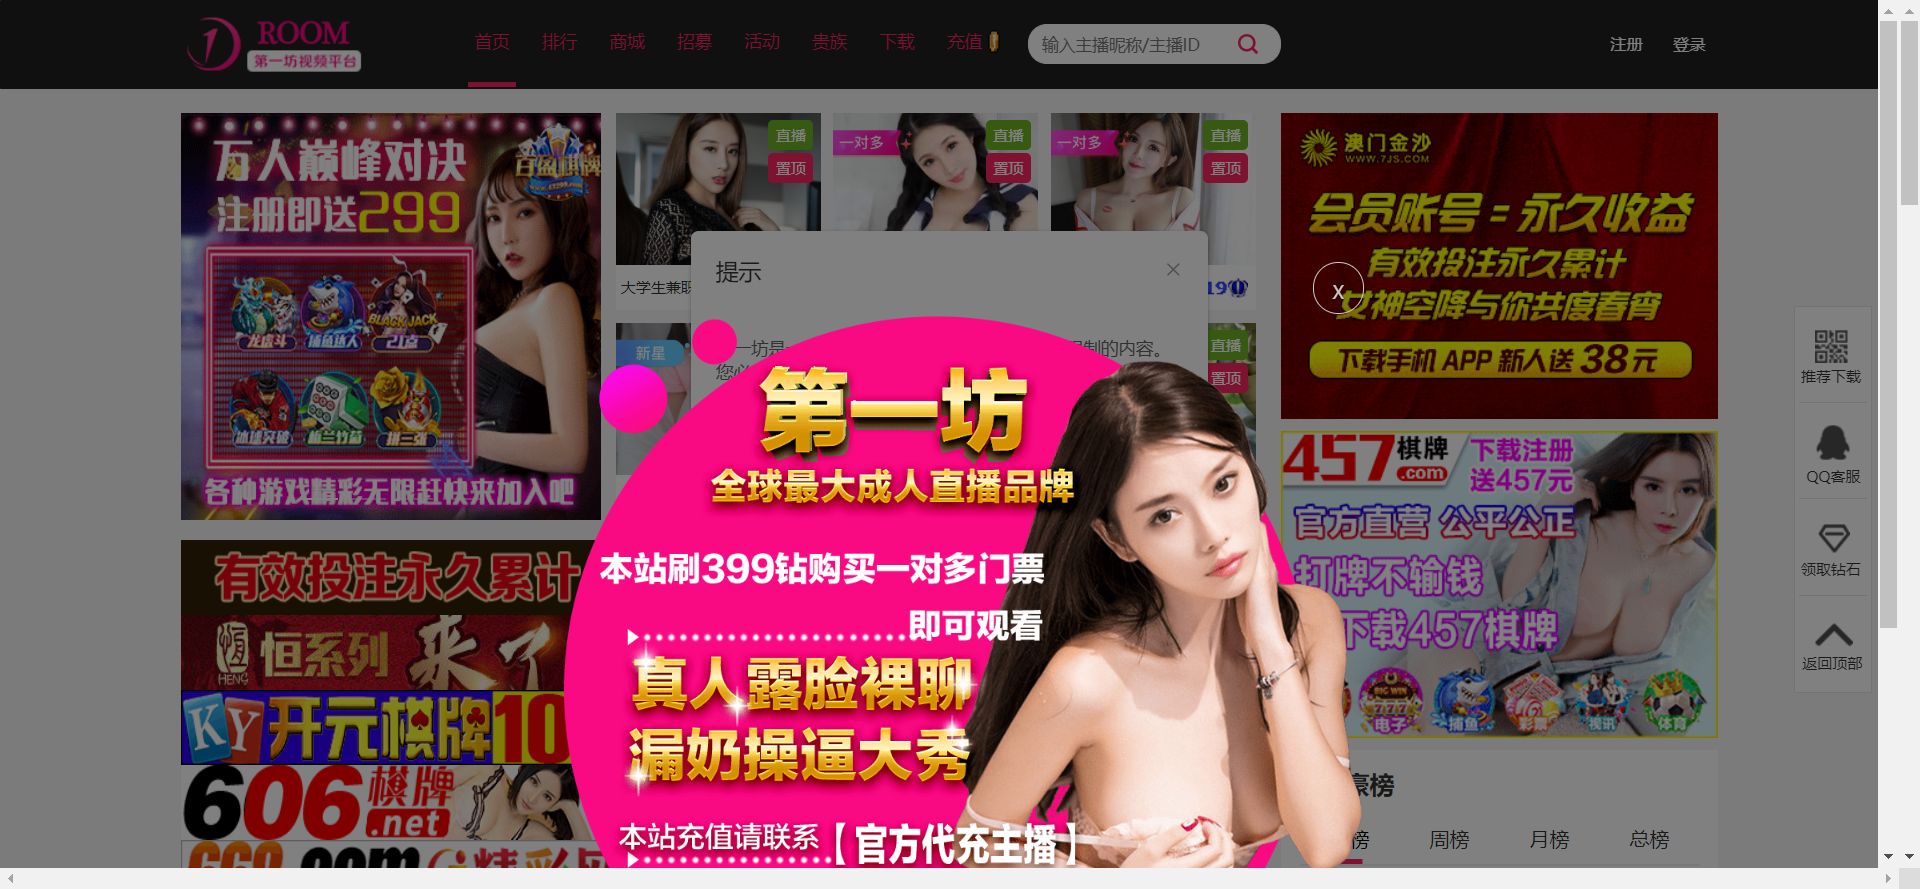 ROOM
第一坊视频平台
首页 排行 商城 招募 活动 贵族 下载 充值
输入主播昵称/主播ID
注册 登录
万人巅峰对决
百盈棋牌
注册即送299
龙虎斗 捕鱼达人 BLACK JACK 21点
冰球突破 板兰竹菊 拼三张
各种游戏精彩无限赶快来加入吧
直播
置顶
一对多
直播
置顶
一对多
直播
置顶
大学生兼职
19
新星
直播
置顶
提示
一坊是
限制的内容。
X
第一坊
全球最大成人直播品牌
本站刷399钻购买一对多门票
即可观看
真人露脸裸聊
漏奶操逼大秀
本站充值请联系【官方代充主播】
澳门金沙
WWW.7JS.COM
会员账号=永久收益
有效投注永久累计
女神空降与你共度春宵
下载手机APP 新人送38元
457棋牌
.com
下载注册
送457元
官方直营 公平公正
打牌不输钱
下载457棋牌
BIG WIN
777
电子 捕鱼 彩票 视讯 体育
有效投注永久累计
恒
HENG
恒系列 来了
KY 开元棋牌10
606棋牌
.net
豪榜
榜 周榜 月榜 总榜
推荐下载
QQ客服
领取钻石
返回顶部